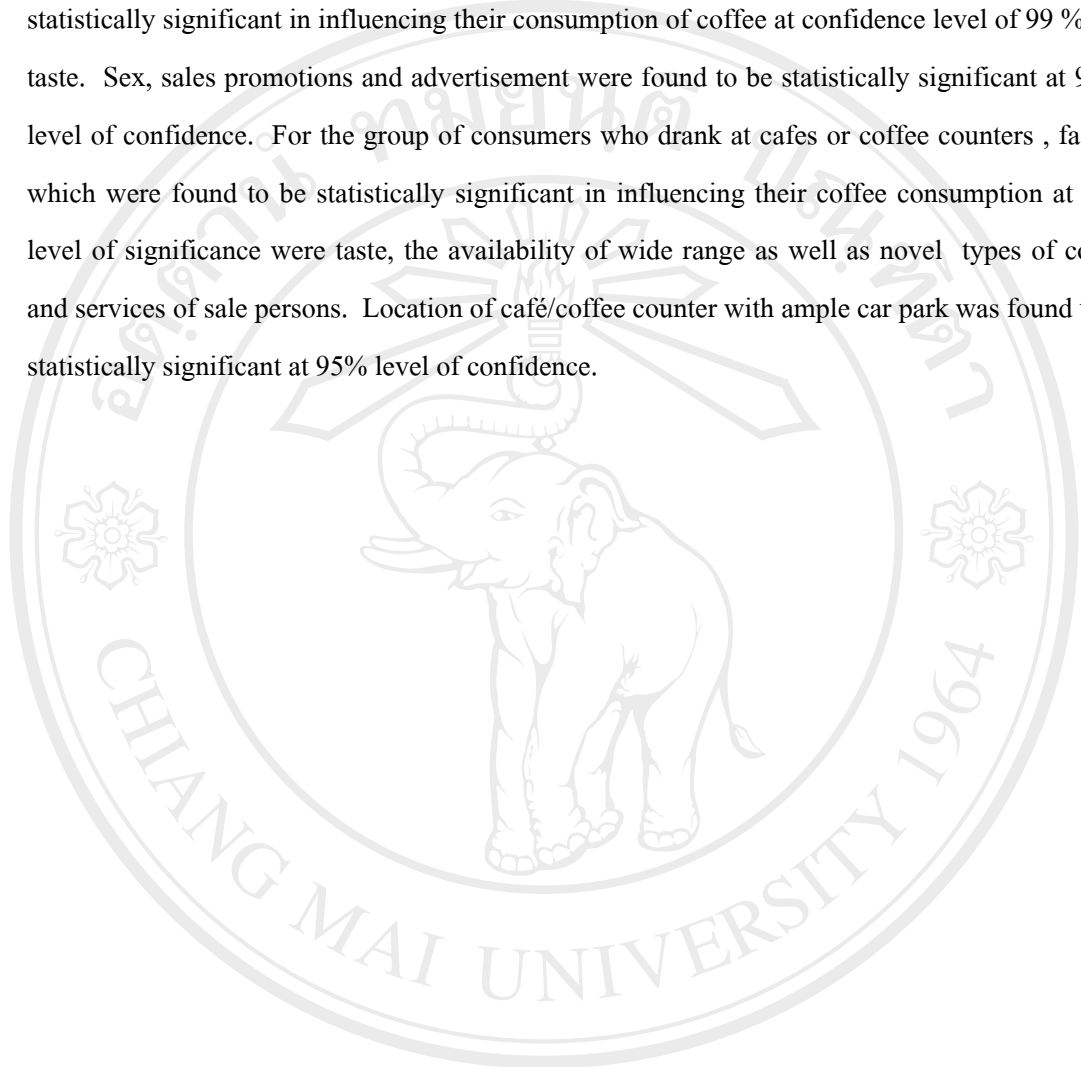 statistically significant in influencing their consumption of coffee at confidence level of 99 %
taste. Sex, sales promotions and advertisement were found to be statistically significant at
level of confidence. For the group of consumers who drank at cafes or coffee counters , fa
which were found to be statistically significant in influencing their coffee consumption at
level of significance were taste, the availability of wide range as well as novel types of
and services of sale persons. Location of café/coffee counter with ample car park was found
statistically significant at 95% level of confidence.
CHIANG MAI UNIVERSITY 1964